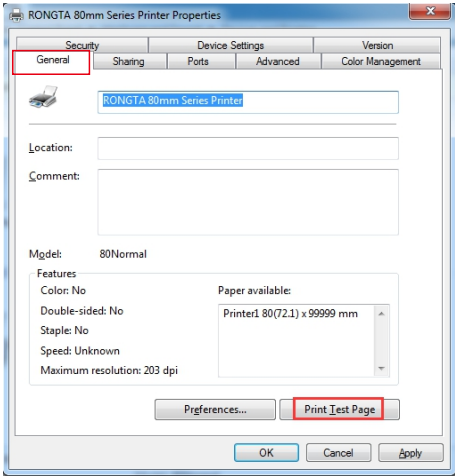 RONGTA 80mm Series Printer Properties
Security Device Settings Version
General Sharing Ports Advanced Color Management
RONGTA 80mm Series Printer
Location:
Comment:
Model: 80Normal
Features
Color: No Paper available:
Double-sided: No Printer1 80(72.1) x 99999 mm
Staple: No
Speed: Unknown
Maximum resolution: 203 dpi
Preferences... Print Test Page
OK Cancel Apply